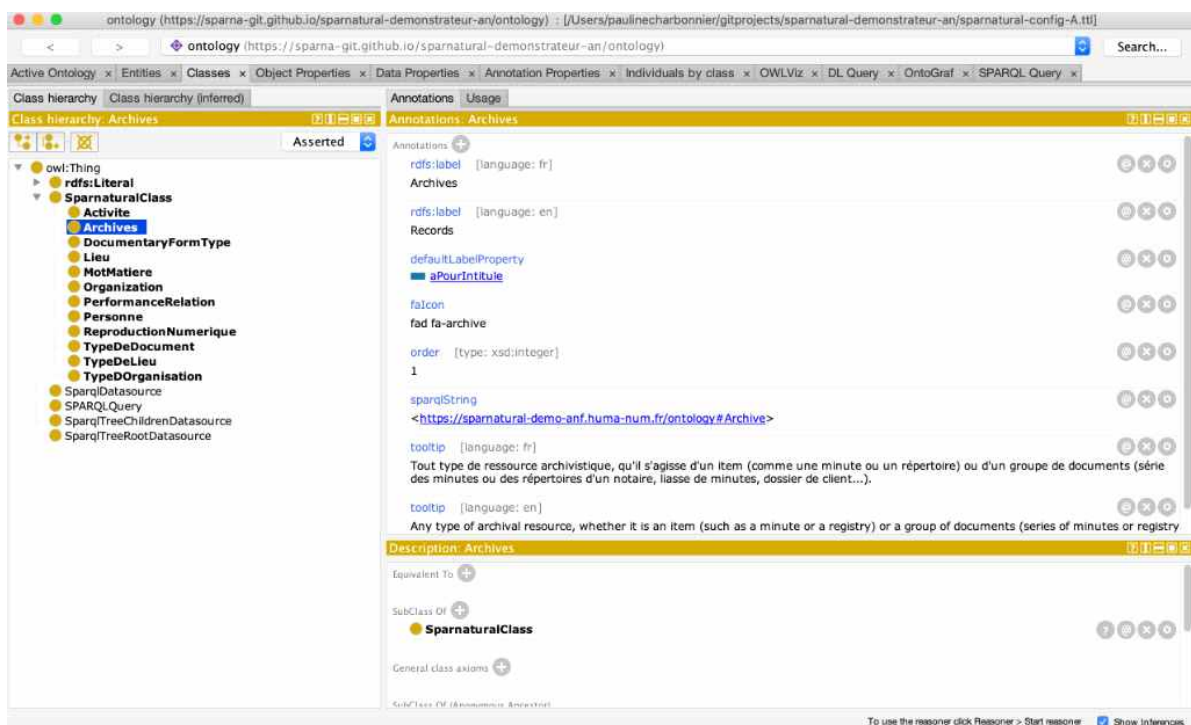 ontology (https://sparna-git.github.io/sparnatural-demonstrateur-an/ontology) : [/Users/paulinecharbonnier/gitprojects/sparnatural-demonstrateur-an/sparnatural-config-A.ttl]
< > ontology (https://sparna-git.github.io/sparnatural-demonstrateur-an/ontology) Search...
Active Ontology × Entities × Classes × Object Properties × Data Properties × Annotation Properties × Individuals by class × OWLViz × DL Query × OntoGraf × SPARQL Query ×
Class hierarchy Class hierarchy (inferred)
Class hierarchy: Archives
Asserted
owl:Thing
rdfs:Literal
SparnaturalClass
Activite
Archives
DocumentaryFormType
Lieu
MotMatiere
Organization
PerformanceRelation
Personne
ReproductionNumerique
TypeDeDocument
TypeDeLieu
TypeDOrganisation
SparqlDatasource
SPARQLQuery
SparqlTreeChildrenDatasource
SparqlTreeRootDatasource
Annotations Usage
Annotations: Archives
Annotations
rdfs:label [language: fr]
Archives
rdfs:label [language: en]
Records
defaultLabelProperty
aPourIntitule
faIcon
fad fa-archive
order [type: xsd:integer]
1
sparqlString
<https://sparnatural-demo-anf.huma-num.fr/ontology#Archive>
tooltip [language: fr]
Tout type de ressource archivistique, qu'il s'agisse d'un item (comme une minute ou un répertoire) ou d'un groupe de documents (série
des minutes ou des répertoires d'un notaire, liasse de minutes, dossier de client...).
tooltip [language: en]
Any type of archival resource, whether it is an item (such as a minute or a registry) or a group of documents (series of minutes or registry
Description: Archives
Equivalent To
SubClass Of
SparnaturalClass
General class axioms
SubClass Of (Anonymous Ancestor)
To use the reasoner click Reasoner > Start reasoner Show Inferences